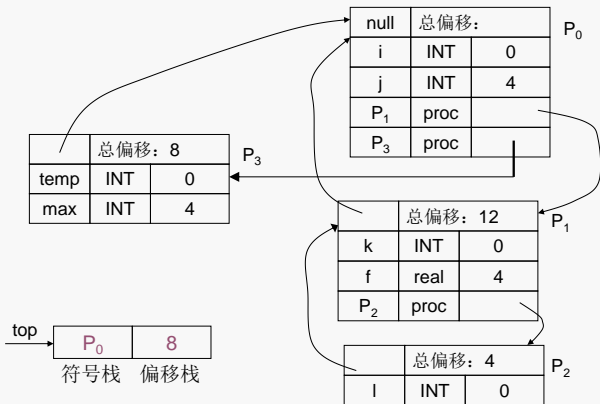 null 总偏移： P0
i INT 0
j INT 4
P1 proc
P3 proc
总偏移：8 P3
temp INT 0
max INT 4
总偏移：12 P1
k INT 0
f real 4
P2 proc
top P0 8
符号栈 偏移栈
总偏移：4 P2
l INT 0